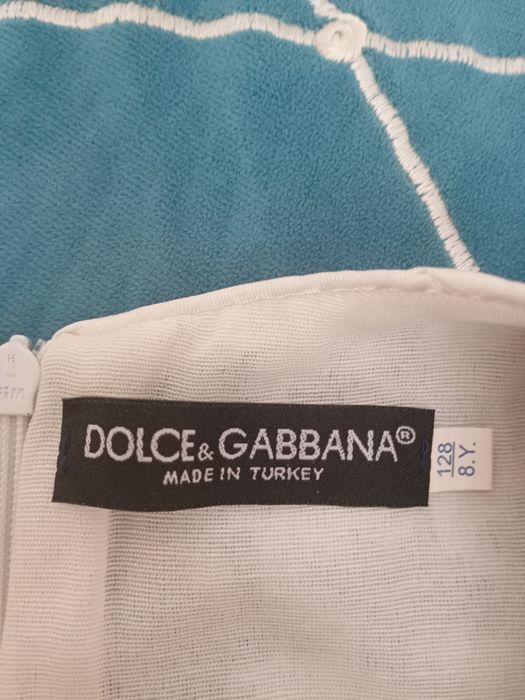 DOLCE & GABBANA®
MADE IN TURKEY
128
8.Y.
H